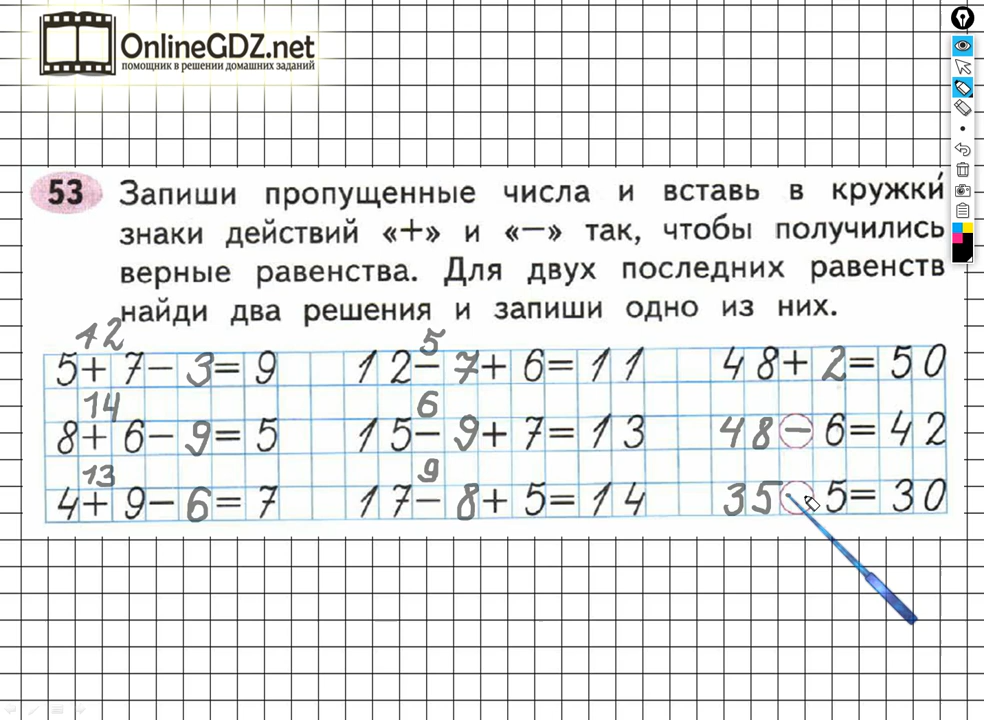 OnlineGDZ.net
помощник в решении домашних заданий
53 Запиши пропущенные числа и вставь в кружки
знаки действий «+» и «−» так, чтобы получились
верные равенства. Для двух последних равенств
найди два решения и запиши одно из них.
12 5
5+7−3=9 12−7+6=11 48+2=50
14 6
8+6−9=5 15−9+7=13 48−6=42
13 9
4+9−6=7 17−8+5=14 35 5=30